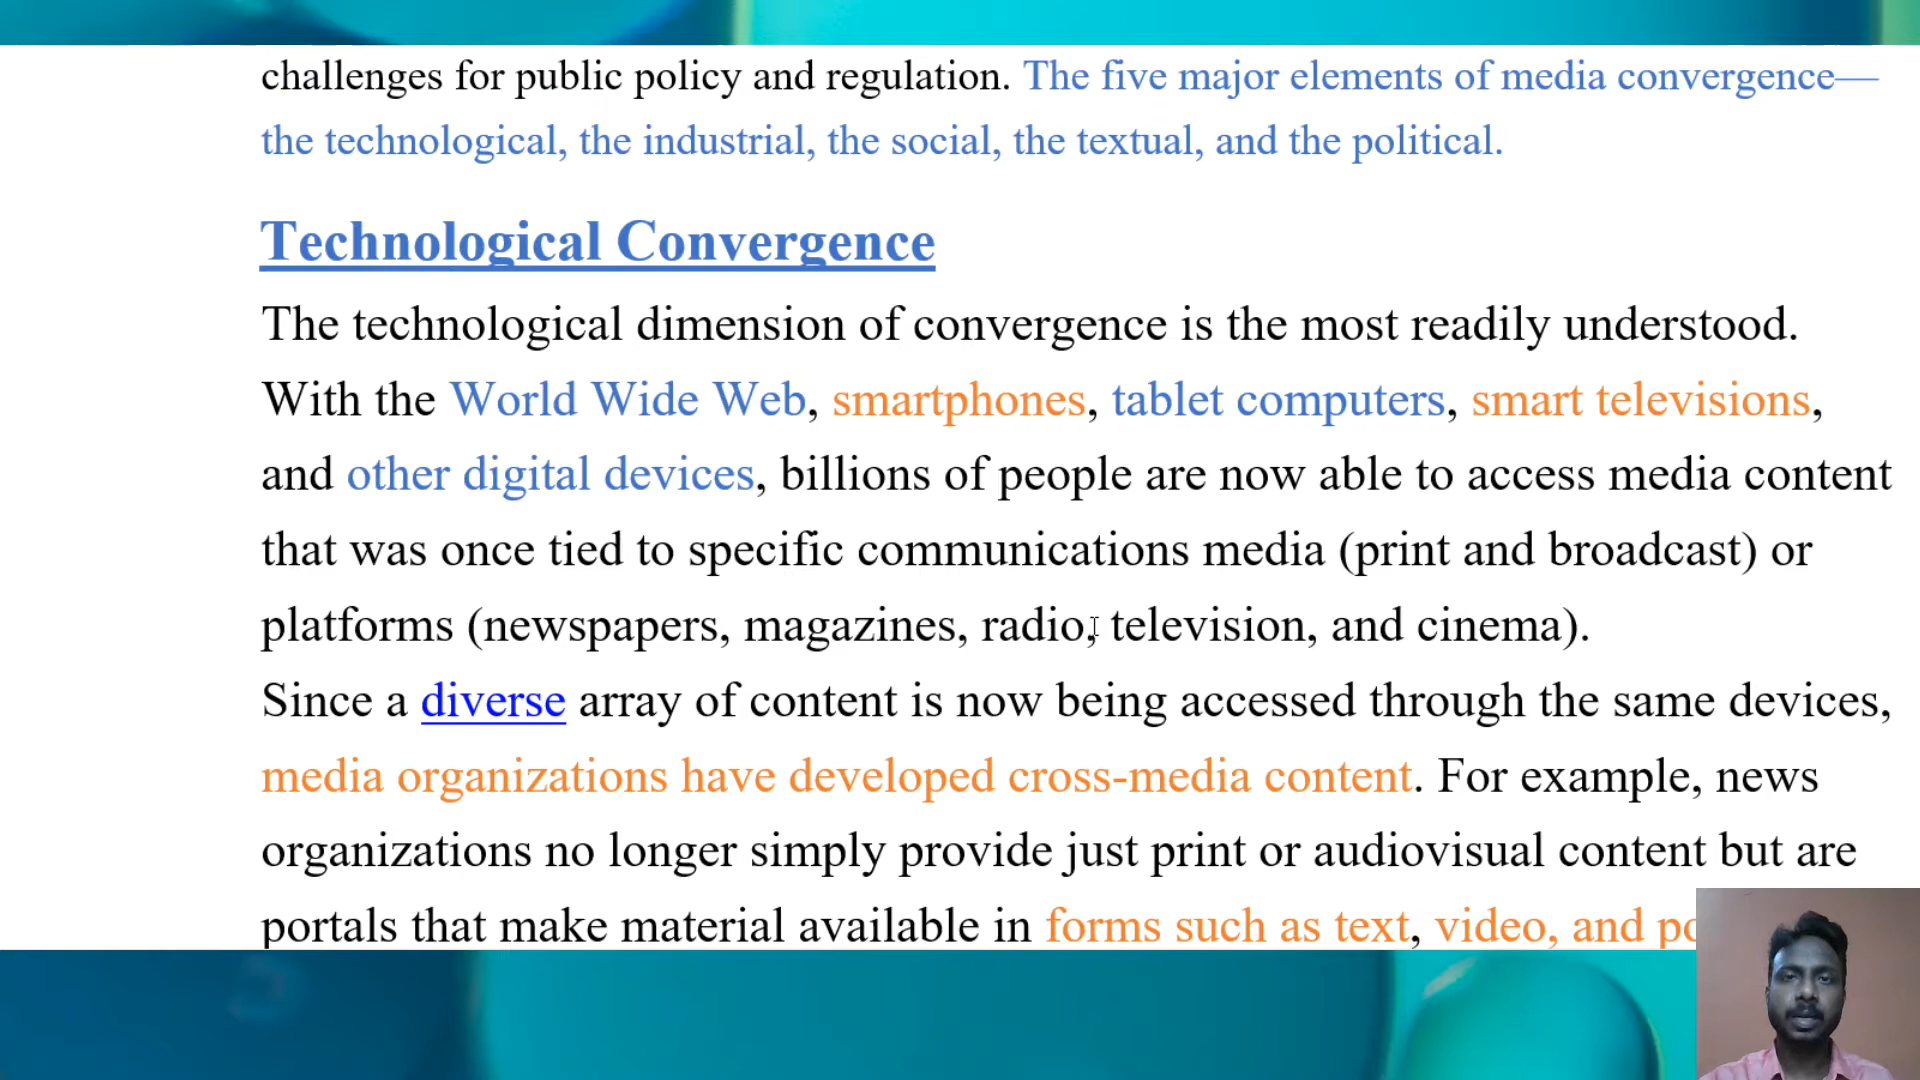 challenges for public policy and regulation. The five major elements of media convergence—
the technological, the industrial, the social, the textual, and the political.
Technological Convergence
The technological dimension of convergence is the most readily understood.
With the World Wide Web, smartphones, tablet computers, smart televisions,
and other digital devices, billions of people are now able to access media content
that was once tied to specific communications media (print and broadcast) or
platforms (newspapers, magazines, radio, television, and cinema).
Since a diverse array of content is now being accessed through the same devices,
media organizations have developed cross-media content. For example, news
organizations no longer simply provide just print or audiovisual content but are
portals that make material available in forms such as text, video, and